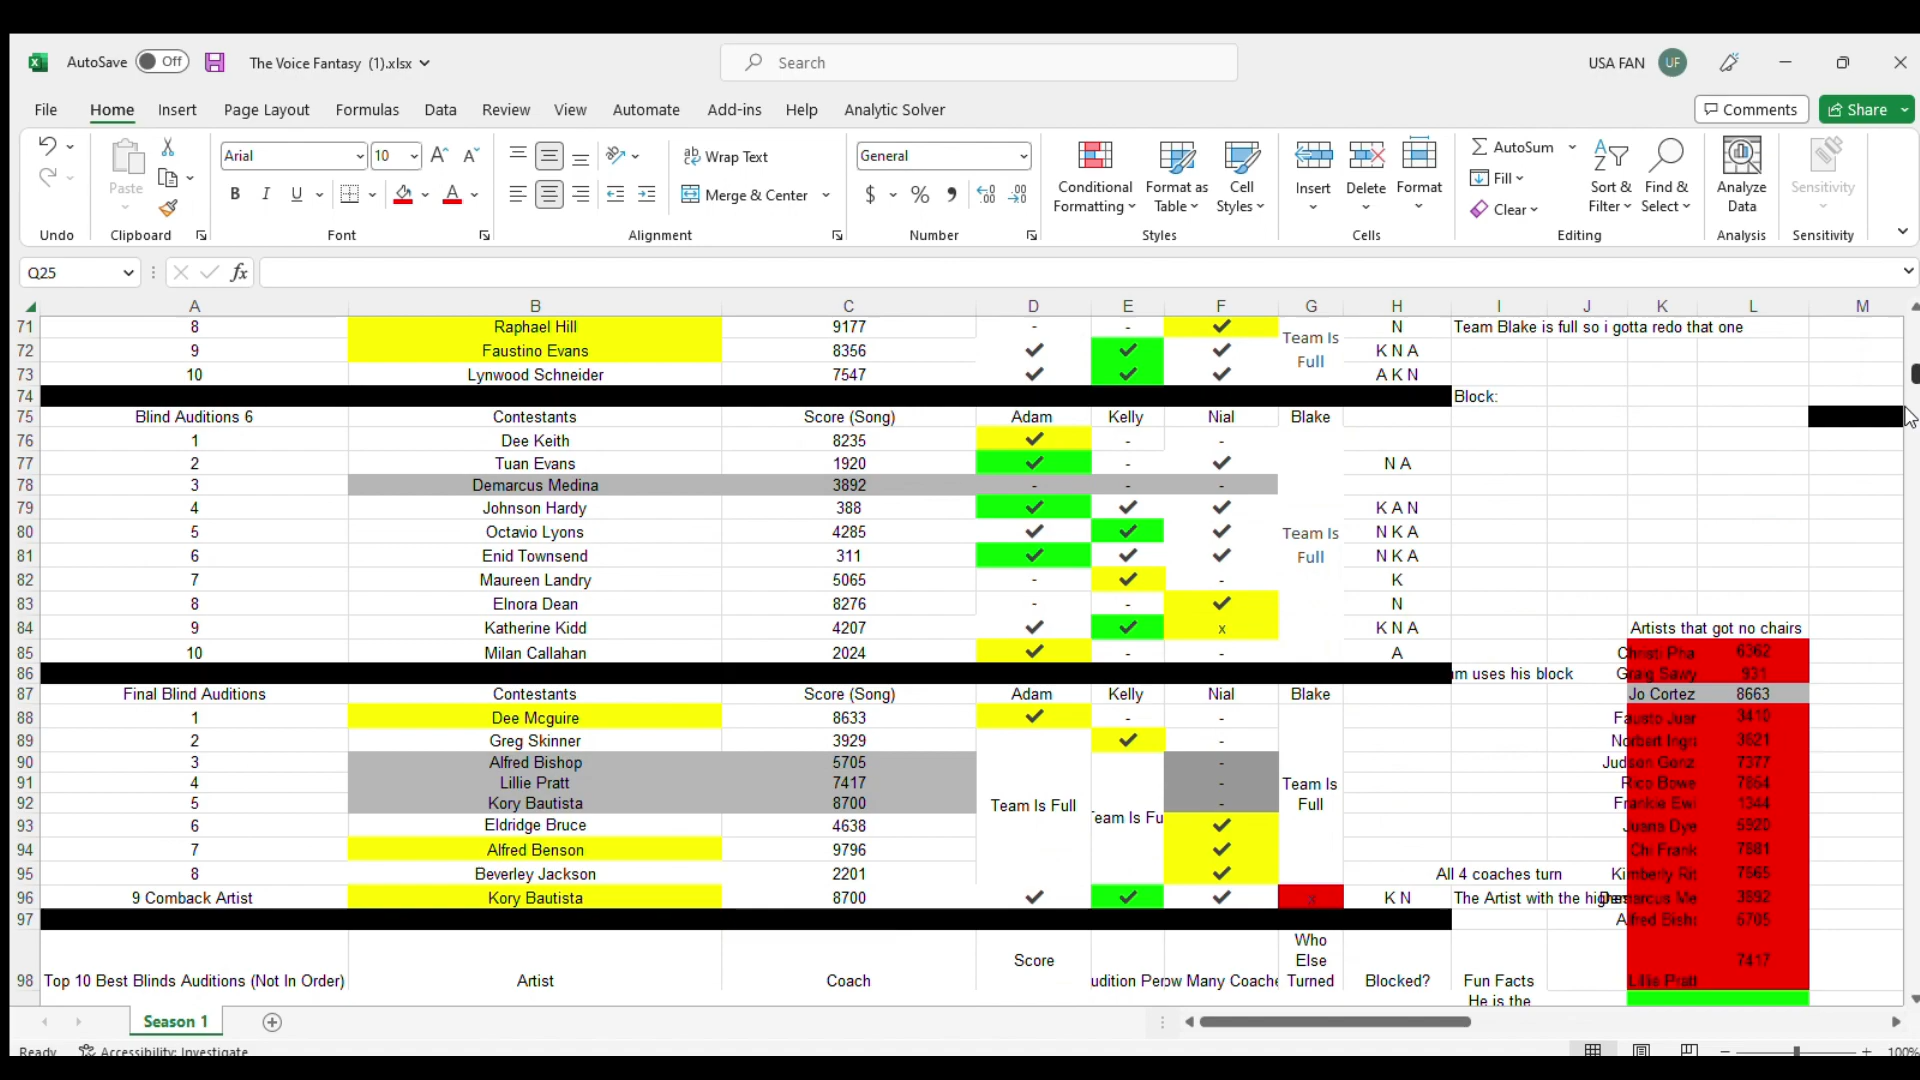 AutoSave Off The Voice Fantasy (1).xlsx Search USA FAN UF
File Home Insert Page Layout Formulas Data Review View Automate Add-ins Help Analytic Solver Comments Share
Arial 10 Wrap Text General AutoSum
Paste Conditional Formatting Format as Table Cell Styles Insert Delete Format Fill Sort & Filter Find & Select Analyze Data Sensitivity
B I U Merge & Center $ % Clear
Undo Clipboard Font Alignment Number Styles Cells Editing Analysis Sensitivity
Q25 fx
A B C D E F G H I J K L M
71 8 Raphael Hill 9177 - - ✔ Team Is Full N Team Blake is full so i gotta redo that one
72 9 Faustino Evans 8356 ✔ ✔ ✔ K N A
73 10 Lynwood Schneider 7547 ✔ ✔ ✔ A K N
74 Block:
75 Blind Auditions 6 Contestants Score (Song) Adam Kelly Nial Blake
76 1 Dee Keith 8235 ✔ - -
77 2 Tuan Evans 1920 ✔ - ✔ N A
78 3 Demarcus Medina 3892 - - -
79 4 Johnson Hardy 388 ✔ ✔ ✔ K A N
80 5 Octavio Lyons 4285 ✔ ✔ ✔ Team Is Full N K A
81 6 Enid Townsend 311 ✔ ✔ ✔ N K A
82 7 Maureen Landry 5065 - ✔ - K
83 8 Elnora Dean 8276 - - ✔ N
84 9 Katherine Kidd 4207 ✔ ✔ x K N A Artists that got no chairs
85 10 Milan Callahan 2024 ✔ - - A Christi Pha 6362
86 m uses his block Graig Sawy 931
87 Final Blind Auditions Contestants Score (Song) Adam Kelly Nial Blake Jo Cortez 8663
88 1 Dee Mcguire 8633 ✔ - - Fausto Juar 3410
89 2 Greg Skinner 3929 ✔ - Norbert Ingr 3621
90 3 Alfred Bishop 5705 - Judson Gonz 7377
91 4 Lillie Pratt 7417 - Team Is Full Rico Bowe 7864
92 5 Kory Bautista 8700 Team Is Full - Frankie Ewi 1344
93 6 Eldridge Bruce 4638 eam Is Fu ✔ Juana Dye 5920
94 7 Alfred Benson 9796 ✔ Chi Frank 7881
95 8 Beverley Jackson 2201 ✔ All 4 coaches turn Kimberly Rit 7565
96 9 Comback Artist Kory Bautista 8700 ✔ ✔ ✔ x K N The Artist with the highe Demarcus Me 3892
97 Alfred Bish 5705
98 Top 10 Best Blinds Auditions (Not In Order) Artist Coach Score udition Per ow Many Coache Who Else Turned Blocked? Fun Facts Lillie Pratt 7417
He is the
Season 1
Ready Accessibility: Investigate 100%